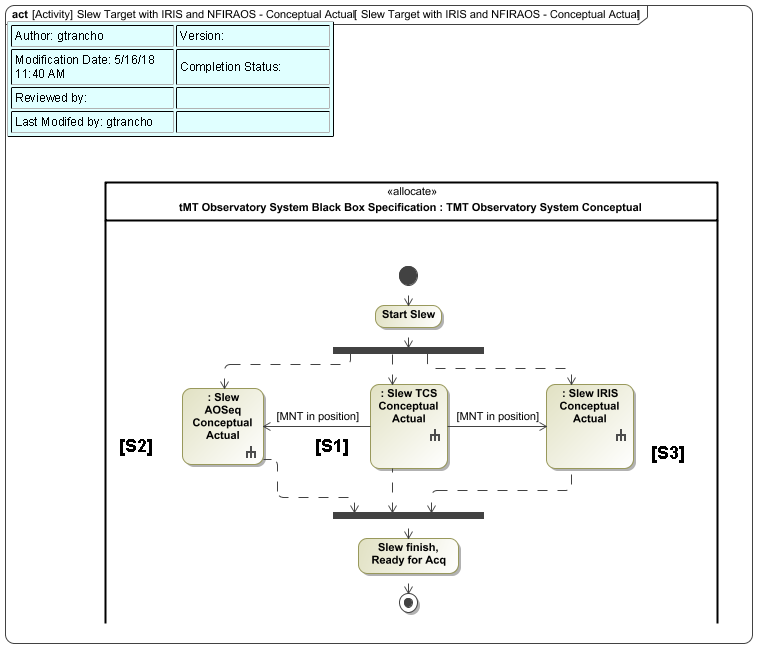 act [Activity] Slew Target with IRIS and NFIRAOS - Conceptual Actual[ Slew Target with IRIS and NFIRAOS - Conceptual Actual]
Author: gtrancho
Version:
Modification Date: 5/16/18
11:40 AM
Completion Status:
Reviewed by:
Last Modifed by: gtrancho
«allocate»
tMT Observatory System Black Box Specification : TMT Observatory System Conceptual
Start Slew
: Slew
AOSeq
Conceptual
Actual
[MNT in position]
: Slew TCS
Conceptual
Actual
[MNT in position]
: Slew IRIS
Conceptual
Actual
[S2]
[S1]
[S3]
Slew finish,
Ready for Acq